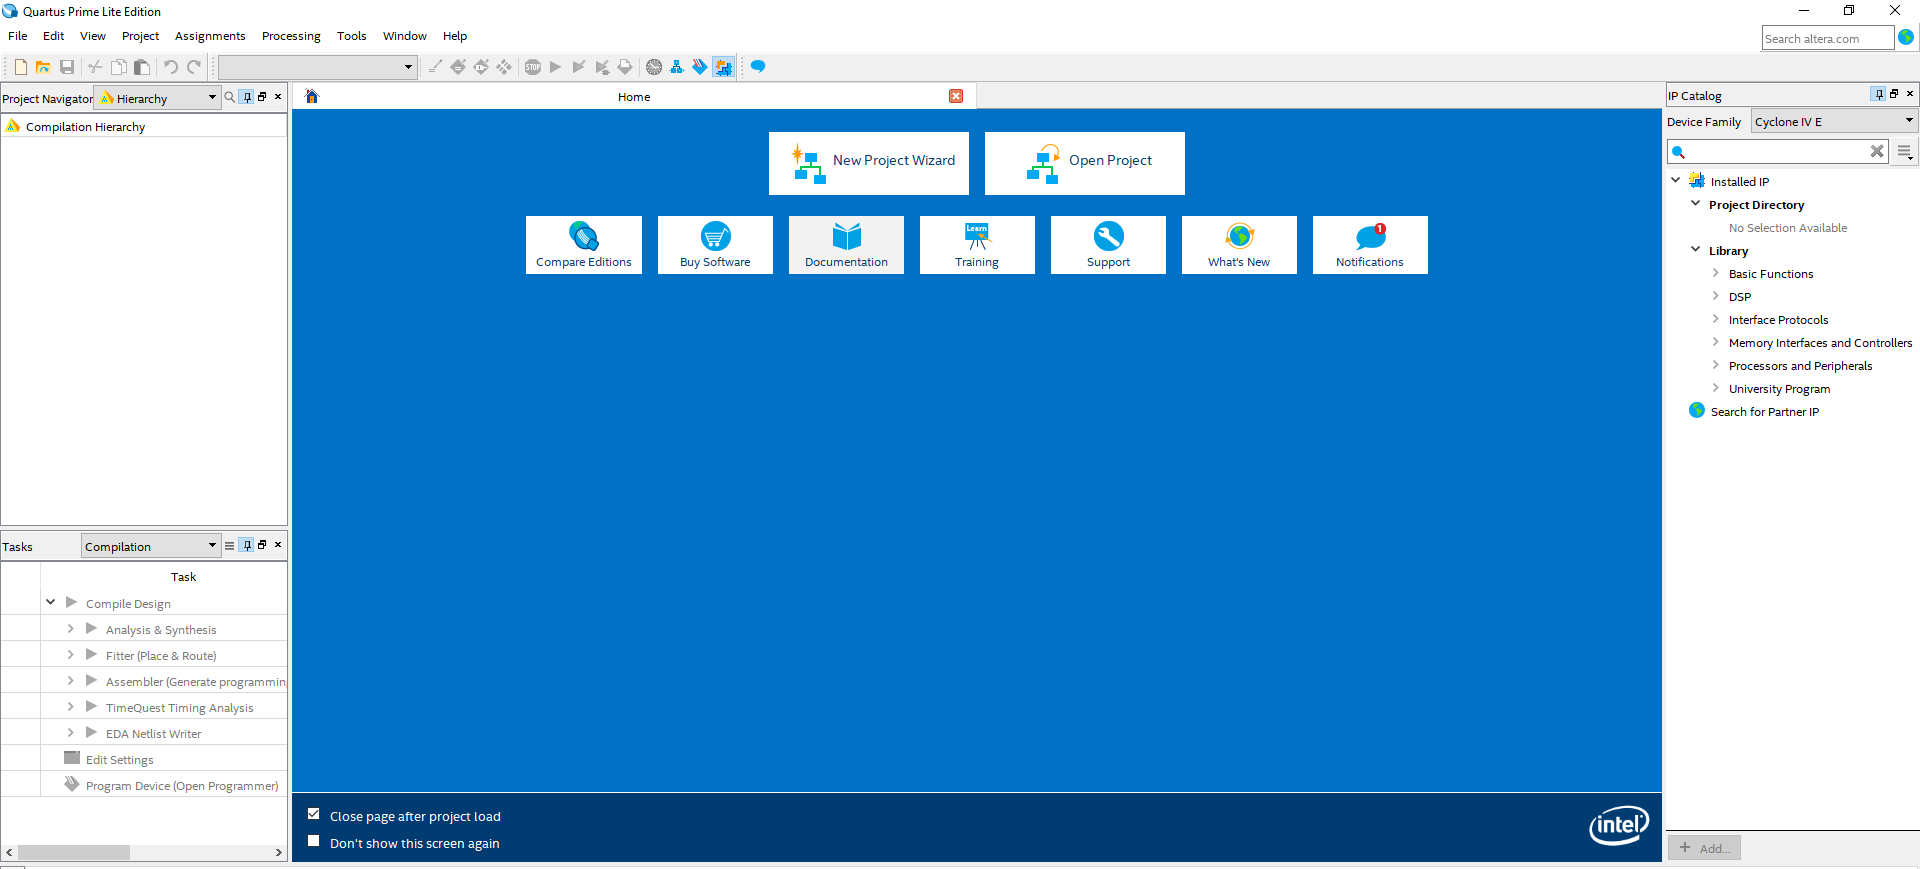 Quartus Prime Lite Edition
File Edit View Project Assignments Processing Tools Window Help
Search altera.com
STOP
Project Navigator Hierarchy
Compilation Hierarchy
Home
New Project Wizard
Open Project
Compare Editions
Buy Software
Documentation
Learn
Training
Support
What's New
1
Notifications
IP Catalog
Device Family Cyclone IV E
Installed IP
Project Directory
No Selection Available
Library
Basic Functions
DSP
Interface Protocols
Memory Interfaces and Controllers
Processors and Peripherals
University Program
Search for Partner IP
+ Add...
Tasks Compilation
Task
Compile Design
Analysis & Synthesis
Fitter (Place & Route)
Assembler (Generate programmin
TimeQuest Timing Analysis
EDA Netlist Writer
Edit Settings
Program Device (Open Programmer)
Close page after project load
Don't show this screen again
intel